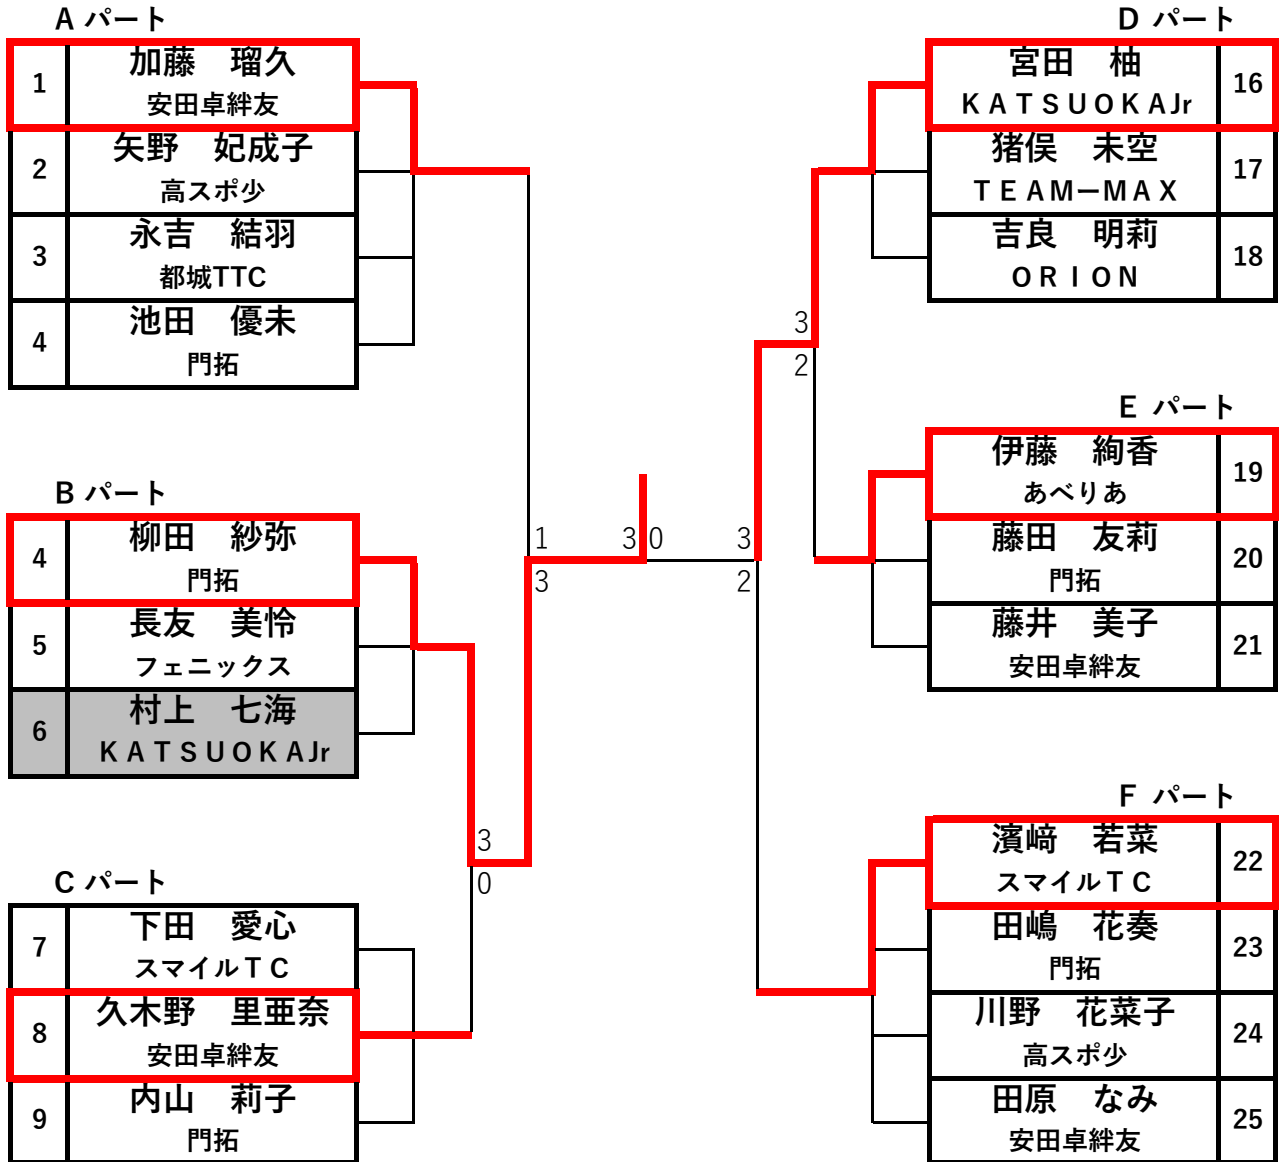 A パート
1
加藤　瑠久
安田卓絆友
2
矢野　妃成子
高スポ少
3
永吉　結羽
都城TTC
4
池田　優未
門拓
B パート
4
柳田　紗弥
門拓
5
長友　美怜
フェニックス
6
村上　七海
ＫＡＴＳＵＯＫＡJr
C パート
7
下田　愛心
スマイルＴＣ
8
久木野　里亜奈
安田卓絆友
9
内山　莉子
門拓
3
0
1
3
3 0
3
2
3
2
D パート
宮田　柚
16
ＫＡＴＳＵＯＫＡJr
猪俣　未空
17
ＴＥＡＭーＭＡＸ
吉良　明莉
18
ＯＲＩＯＮ
E パート
伊藤　絢香
19
あべりあ
藤田　友莉
20
門拓
藤井　美子
21
安田卓絆友
F パート
濱﨑　若菜
22
スマイルＴＣ
田嶋　花奏
23
門拓
川野　花菜子
24
高スポ少
田原　なみ
25
安田卓絆友